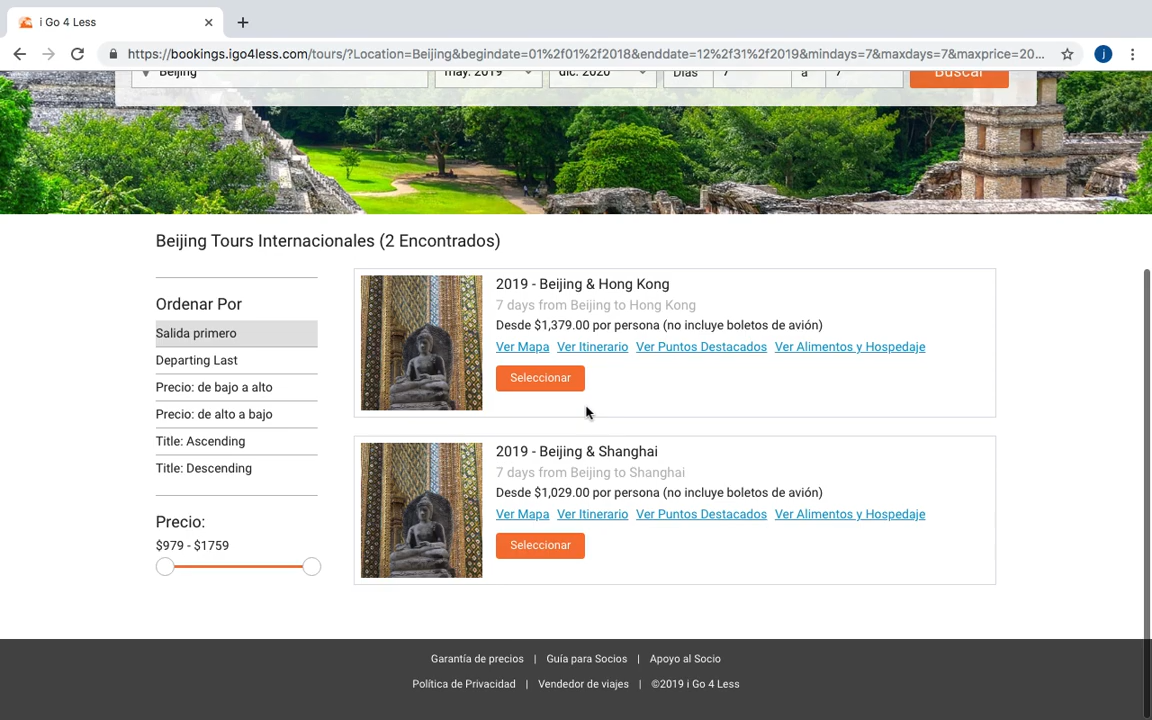 i Go 4 Less
https://bookings.igo4less.com/tours/?Location=Beijing&begindate=01%2f01%2f2018&enddate=12%2f31%2f2019&mindays=7&maxdays=7&maxprice=20...
j
Beijing may. 2019 dic. 2020 Días 7 a 7 Buscar
Beijing Tours Internacionales (2 Encontrados)
Ordenar Por
Salida primero
Departing Last
Precio: de bajo a alto
Precio: de alto a bajo
Title: Ascending
Title: Descending
Precio:
$979 - $1759
2019 - Beijing & Hong Kong
7 days from Beijing to Hong Kong
Desde $1,379.00 por persona (no incluye boletos de avión)
Ver Mapa Ver Itinerario Ver Puntos Destacados Ver Alimentos y Hospedaje
Seleccionar
2019 - Beijing & Shanghai
7 days from Beijing to Shanghai
Desde $1,029.00 por persona (no incluye boletos de avión)
Ver Mapa Ver Itinerario Ver Puntos Destacados Ver Alimentos y Hospedaje
Seleccionar
Garantía de precios | Guía para Socios | Apoyo al Socio
Política de Privacidad | Vendedor de viajes | ©2019 i Go 4 Less